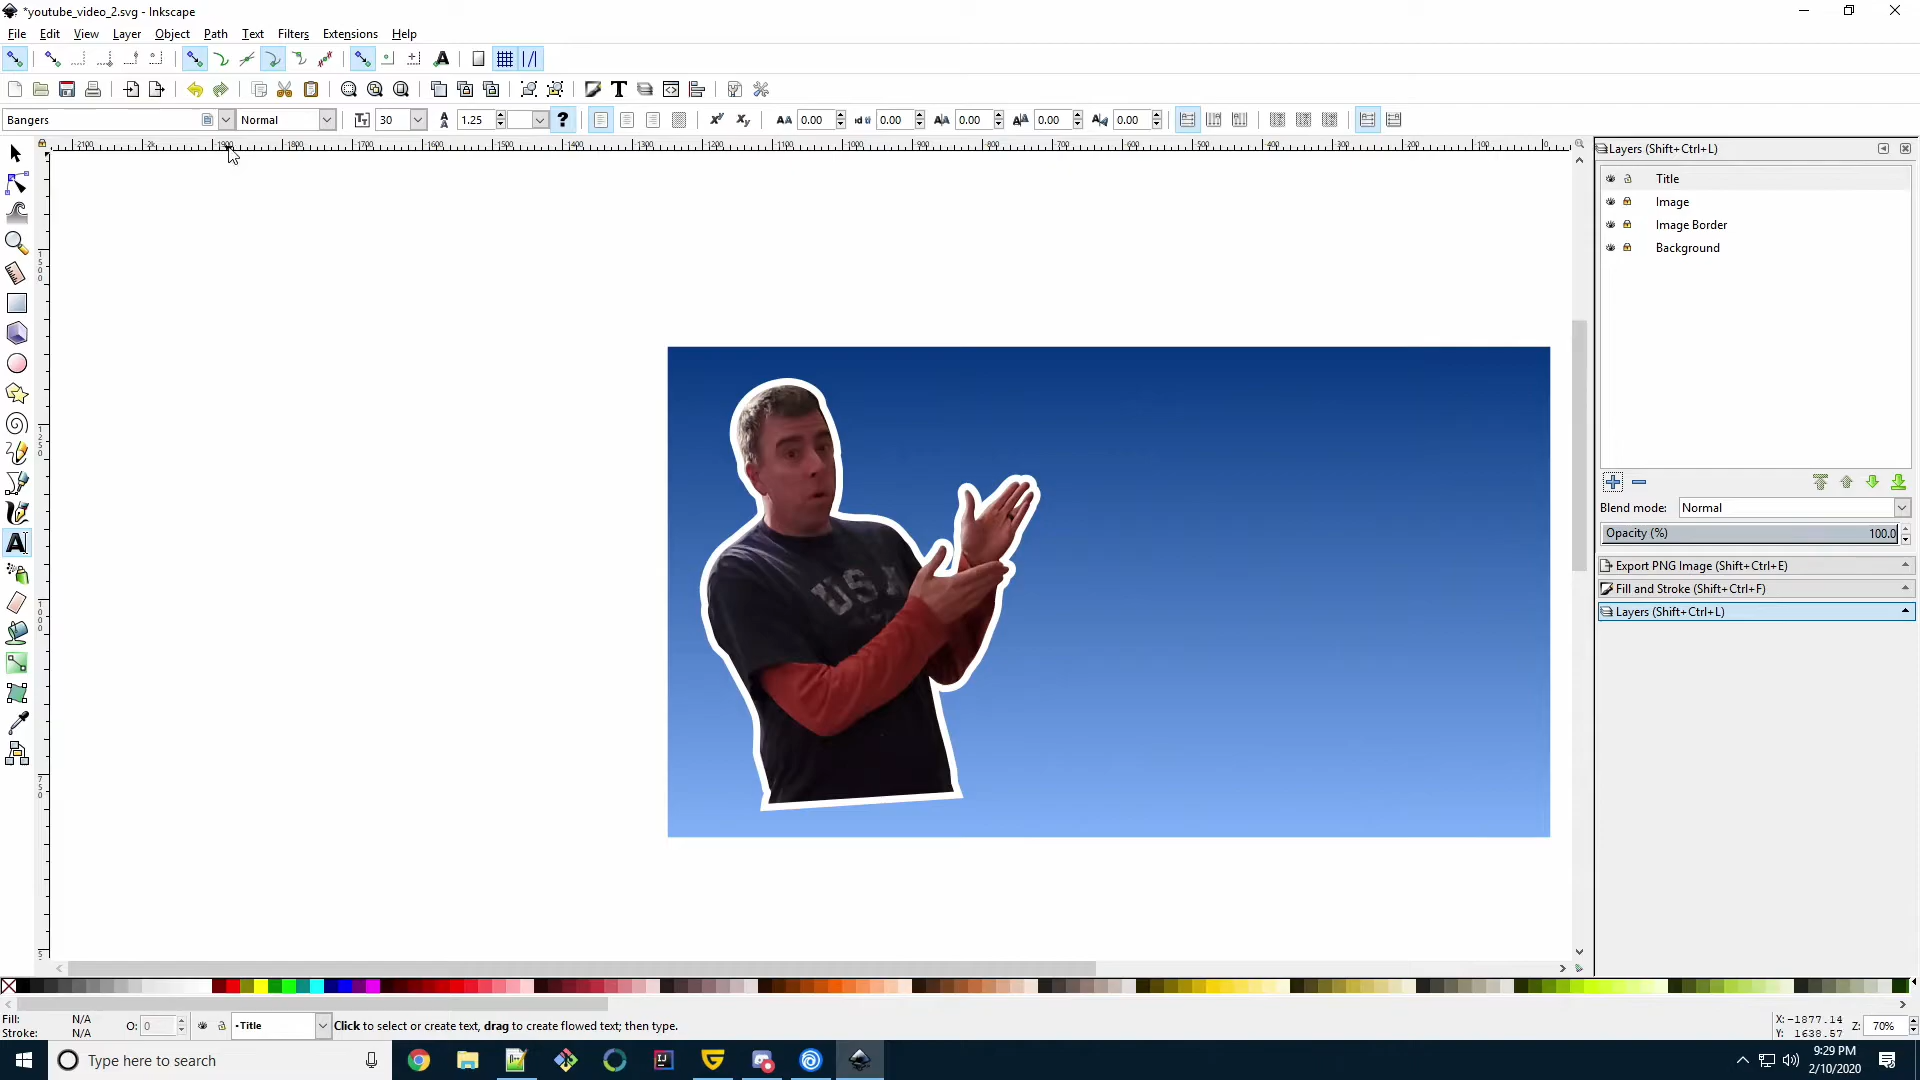 *youtube_video_2.svg - Inkscape
File Edit View Layer Object Path Text Filters Extensions Help
Bangers Normal 30 1.25 ? 0.00 0.00 0.00 0.00 0.00
Layers (Shift+Ctrl+L)
Title
Image
Image Border
Background
USA
Blend mode: Normal
Opacity (%) 100.0
Export PNG Image (Shift+Ctrl+E)
Fill and Stroke (Shift+Ctrl+F)
Layers (Shift+Ctrl+L)
Fill: N/A
Stroke: N/A
O: 0
•Title
Click to select or create text, drag to create flowed text; then type.
X: -1877.14
Y: 1638.57
Z: 70%
Type here to search
9:29 PM
2/10/2020